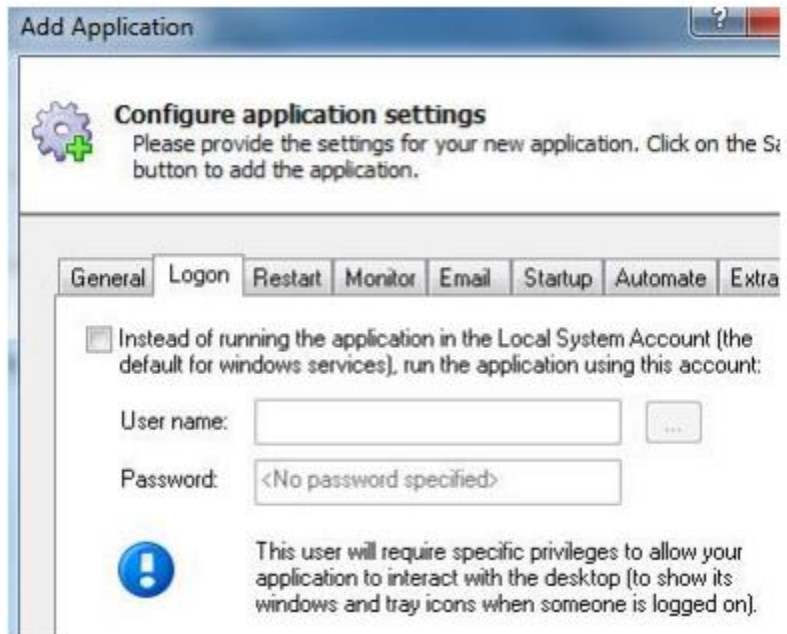 Add Application
?
Configure application settings
Please provide the settings for your new application. Click on the Sa
button to add the application.
General Logon Restart Monitor Email Startup Automate Extra
Instead of running the application in the Local System Account (the
default for windows services), run the application using this account:
User name:
...
Password:
<No password specified>
This user will require specific privileges to allow your
application to interact with the desktop (to show its
windows and tray icons when someone is logged on).